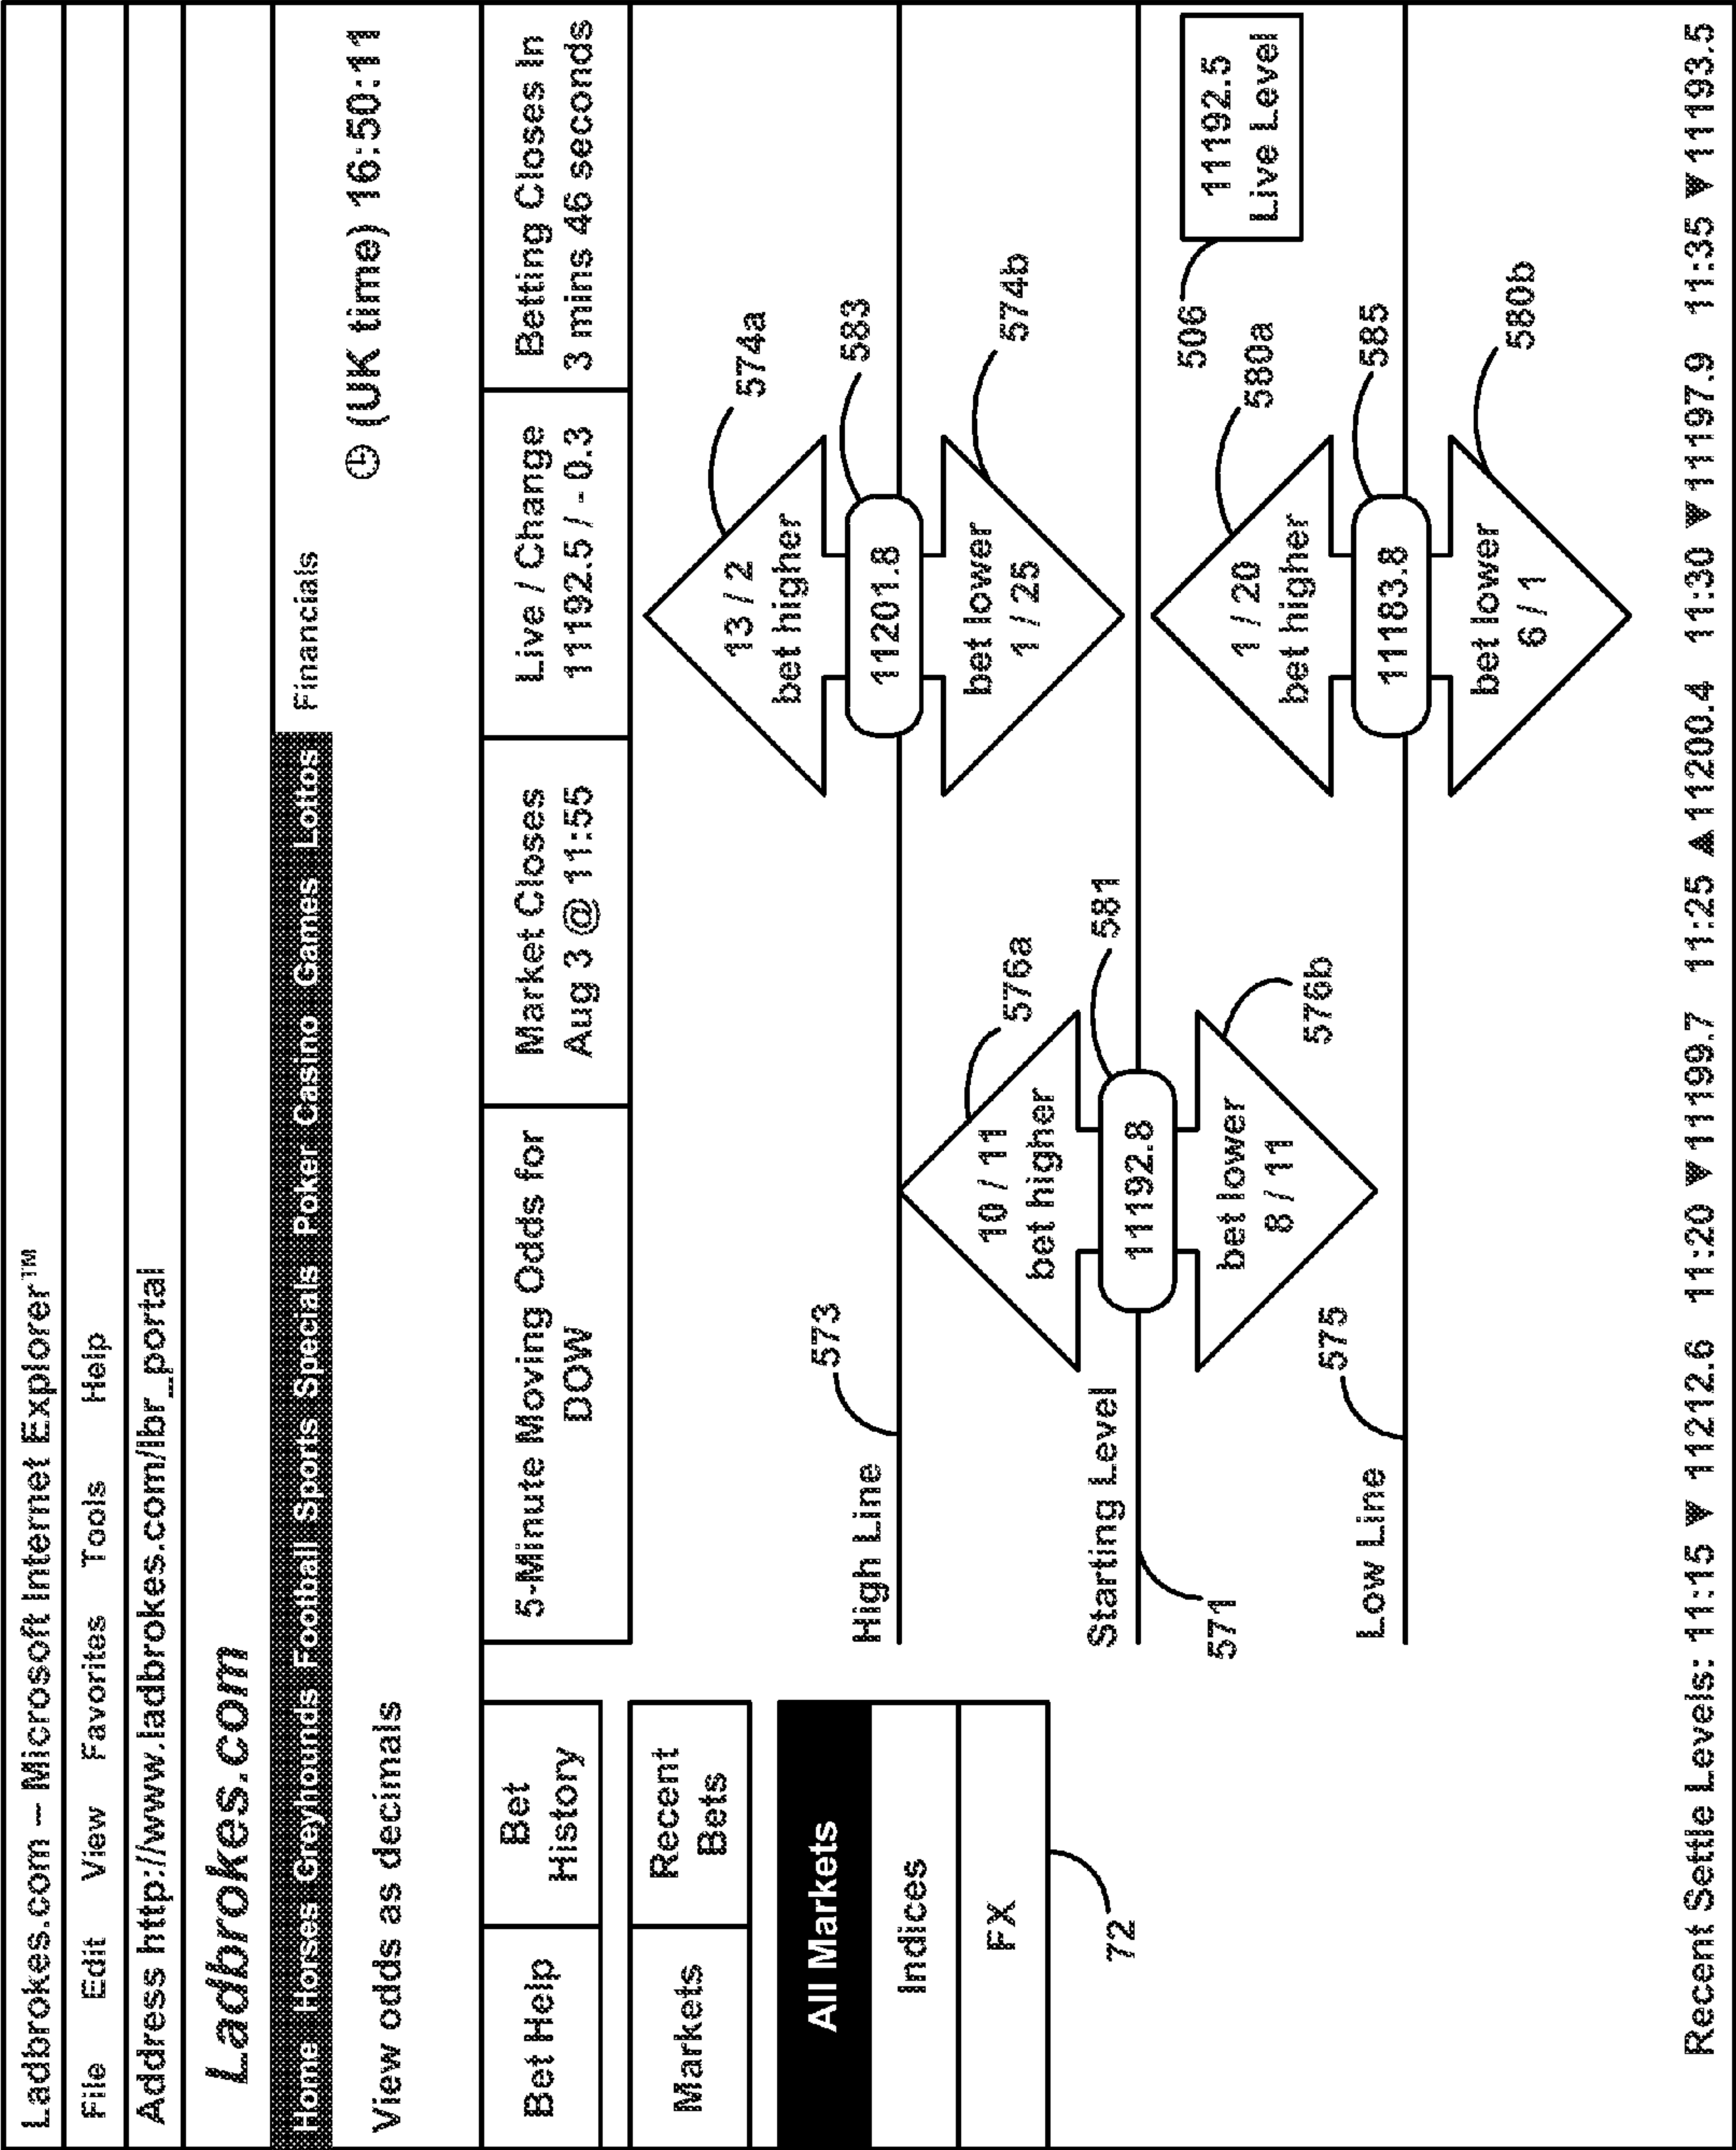 Ladbrokes.com – Microsoft Internet Explorer™
File Edit View Favorites Tools Help
Address http://www.ladbrokes.com/lbr_portal
Ladbrokes.com
Home Horses Greyhounds Football Sports Specials Poker Casino Games Lottos Financials
View odds as decimals
(UK time) 16:50:11
Bet Help
Bet
History
Markets
Recent
Bets
All Markets
Indices
FX
72
5-Minute Moving Odds for
DOW
Market Closes
Aug 3 @ 11:55
Live / Change
11192.5 / - 0.3
Betting Closes In
3 mins 46 seconds
High Line
573
13 / 2
bet higher
574a
11201.8
583
bet lower
1 / 25
574b
Starting Level
571
10 / 11
bet higher
576a
11192.8
581
bet lower
8 / 11
576b
11192.5
Live Level
506
Low Line
575
1 / 20
bet higher
580a
1183.8
585
bet lower
6 / 1
580b
Recent Settle Levels: 11:15 ▼ 11212.6 11:20 ▼11199.7 11:25 ▲11200.4 11:30 ▼11197.9 11:35 ▼11193.5